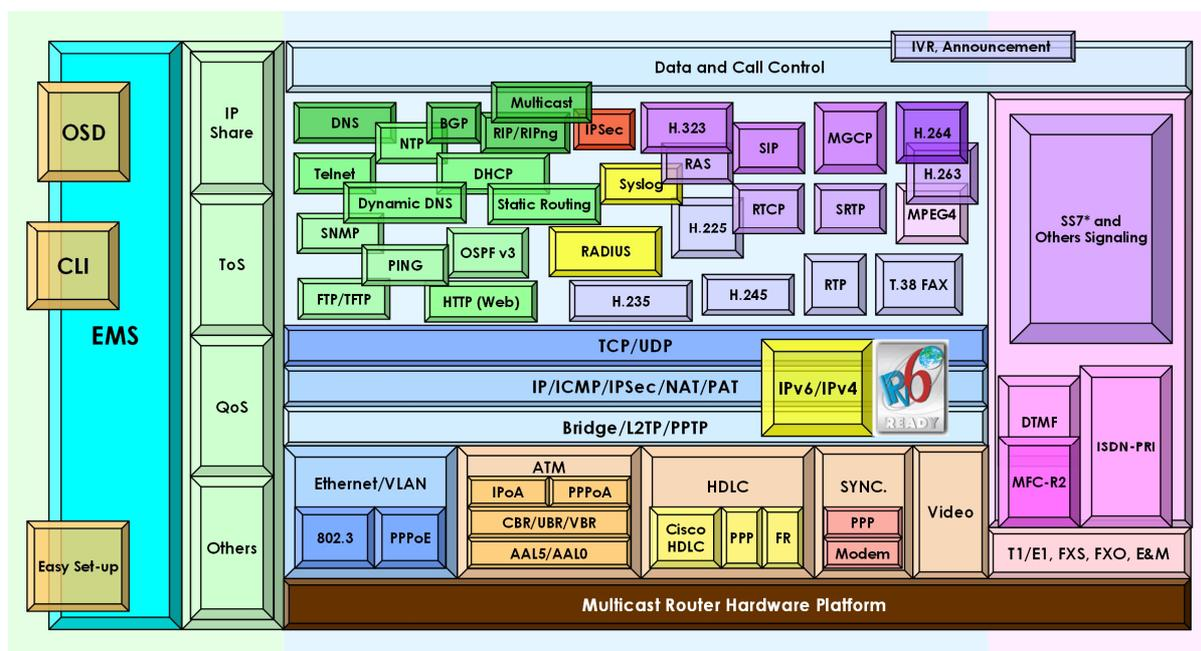 IVR, Announcement
Data and Call Control
OSD
CLI
EMS
Easy Set-up
IP
Share
ToS
QoS
Others
DNS
NTP
BGP
Multicast
RIP/RIPng
IPSec
H.323
RAS
SIP
MGCP
H.264
H.263
Telnet
DHCP
Syslog
Dynamic DNS
Static Routing
RTCP
SRTP
MPEG4
SNMP
PING
OSPF v3
RADIUS
H.225
FTP/TFTP
HTTP (Web)
H.235
H.245
RTP
T.38 FAX
SS7* and
Others Signaling
TCP/UDP
IP/ICMP/IPSec/NAT/PAT
Bridge/L2TP/PPTP
IPv6/IPv4
IPv6
READY
DTMF
MFC-R2
ISDN-PRI
Ethernet/VLAN
802.3
PPPoE
ATM
IPoA
PPPoA
CBR/UBR/VBR
AAL5/AAL0
HDLC
Cisco
HDLC
PPP
FR
SYNC.
PPP
Modem
Video
T1/E1, FXS, FXO, E&M
Multicast Router Hardware Platform